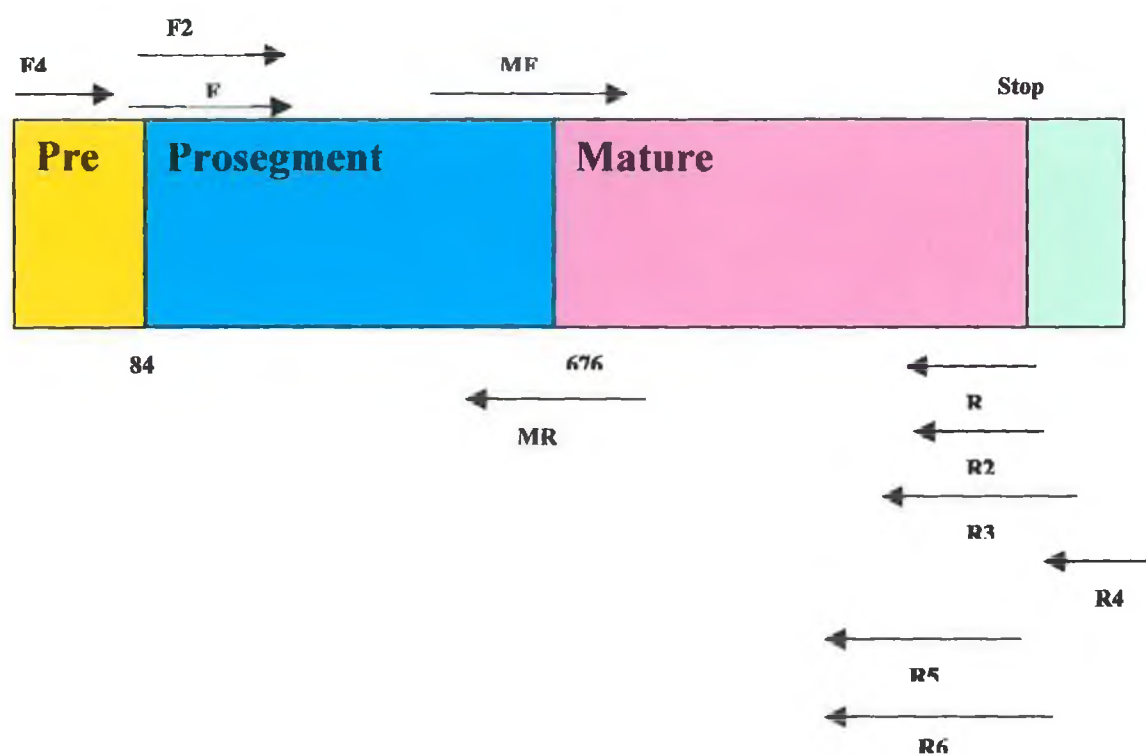 F2
F4
F
MF
Stop
Pre
Prosegment
Mature
84
676
R
MR
R2
R3
R4
R5
R6